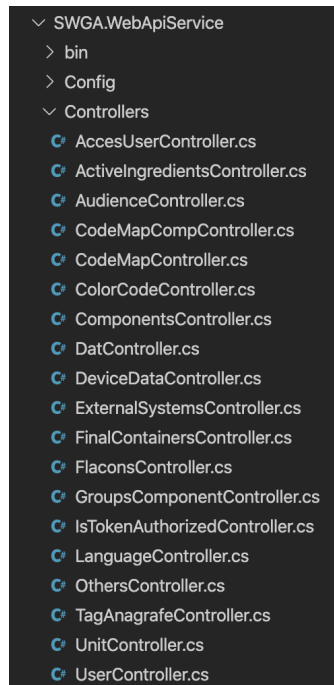 SWGA.WebApiService
bin
Config
Controllers
C# AccesUserController.cs
C# ActiveIngredientsController.cs
C# AudienceController.cs
C# CodeMapCompController.cs
C# CodeMapController.cs
C# ColorCodeController.cs
C# ComponentsController.cs
C# DatController.cs
C# DeviceDataController.cs
C# ExternalSystemsController.cs
C# FinalContainersController.cs
C# FlaconsController.cs
C# GroupsComponentController.cs
C# IsTokenAuthorizedController.cs
C# LanguageController.cs
C# OthersController.cs
C# TagAnagrafeController.cs
C# UnitController.cs
C# UserController.cs